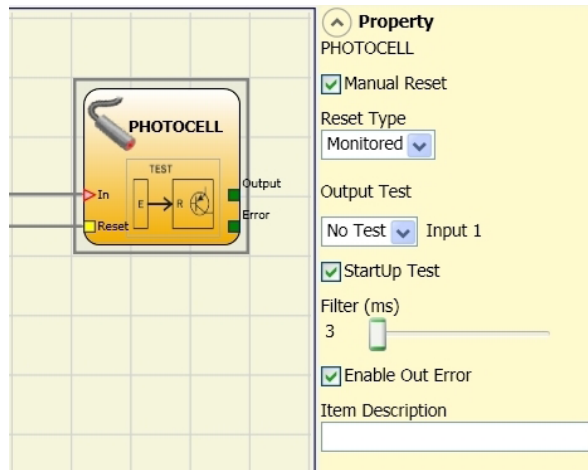 PHOTOCELL
TEST
E
R
In
Reset
Output
Error
Property
PHOTOCELL
Manual Reset
Reset Type
Monitored
Output Test
No Test Input 1
StartUp Test
Filter (ms)
3
Enable Out Error
Item Description